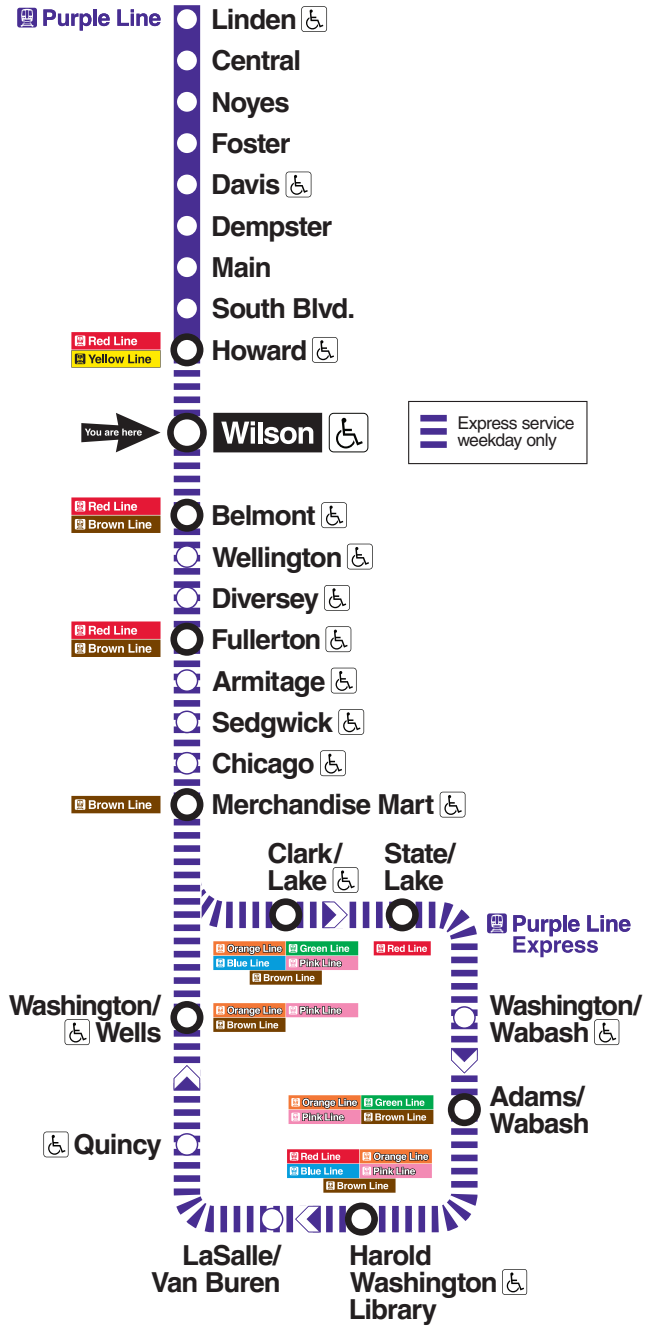 Purple Line
Linden
Central
Noyes
Foster
Davis
Dempster
Main
South Blvd.
Red Line
Yellow Line
Howard
You are here
Wilson
Express service
weekday only
Red Line
Brown Line
Belmont
Wellington
Diversey
Red Line
Brown Line
Fullerton
Armitage
Sedgwick
Chicago
Brown Line
Merchandise Mart
Clark/
Lake
State/
Lake
Purple Line
Express
Orange Line Green Line
Blue Line Pink Line
Brown Line
Red Line
Washington/
Wells
Orange Line Pink Line
Brown Line
Washington/
Wabash
Orange Line Green Line
Pink Line Brown Line
Adams/
Wabash
Quincy
Red Line Orange Line
Blue Line Pink Line
Brown Line
LaSalle/
Van Buren
Harold
Washington
Library